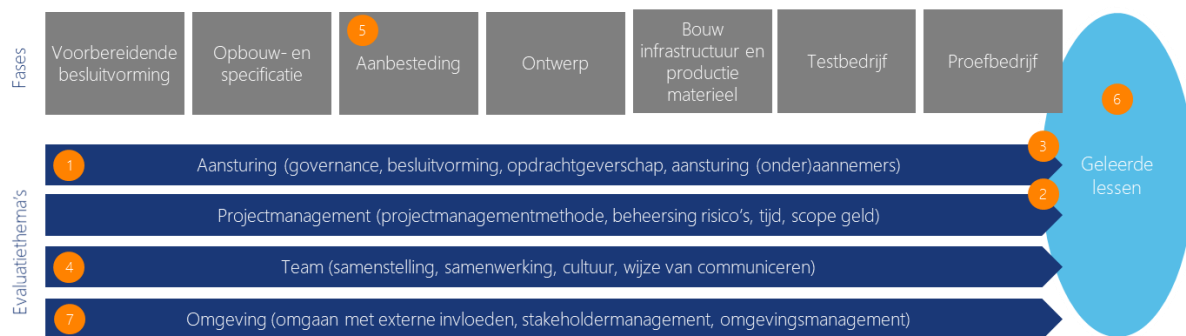 Fases
Voorbereidende
besluitvorming
Opbouw- en
specificatie
5
Aanbesteding
Ontwerp
Bouw
infrastructuur en
productie
materieel
Testbedrijf
Proefbedrijf
6
Geleerde
lessen
Evaluatiethema's
1
Aansturing (governance, besluitvorming, opdrachtgeverschap, aansturing (onder)aannemers)
3
Projectmanagement (projectmanagementmethode, beheersing risico's, tijd, scope geld)
2
4
Team (samenstelling, samenwerking, cultuur, wijze van communiceren)
7
Omgeving (omgaan met externe invloeden, stakeholdermanagement, omgevingsmanagement)